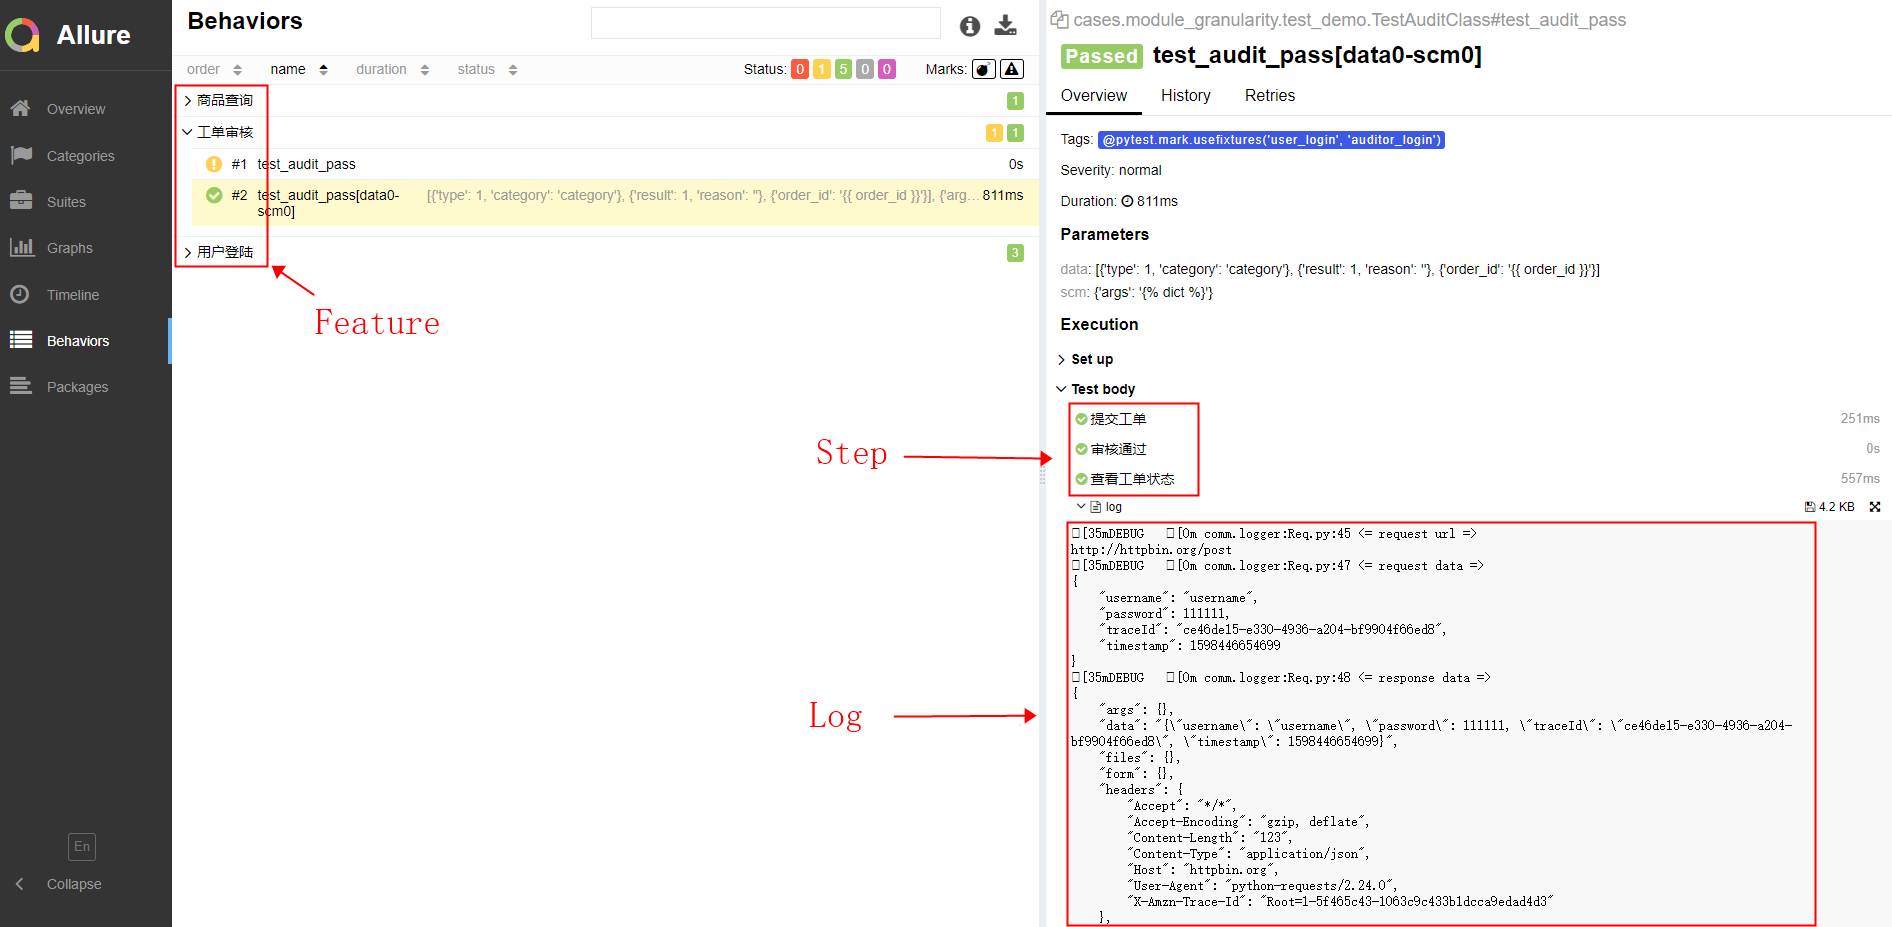 Allure
Overview
Categories
Suites
Graphs
Timeline
Behaviors
Packages
En
Collapse
Behaviors
order name duration status Status: 0 1 5 0 0 Marks:
商品查询 1
工单审核 1 1
#1 test_audit_pass 0s
#2 test_audit_pass[data0-scm0] [{'type': 1, 'category': 'category'}, {'result': 1, 'reason': ''}, {'order_id': '{{ order_id }}'}], {'arg... 811ms
用户登陆 3
Feature
Step
Log
cases.module_granularity.test_demo.TestAuditClass#test_audit_pass
Passed test_audit_pass[data0-scm0]
Overview History Retries
Tags: @pytest.mark.usefixtures('user_login', 'auditor_login')
Severity: normal
Duration: 811ms
Parameters
data: [{'type': 1, 'category': 'category'}, {'result': 1, 'reason': ''}, {'order_id': '{{ order_id }}'}]
scm: {'args': '{% dict %}'}
Execution
Set up
Test body
提交工单 251ms
审核通过 0s
查看工单状态 557ms
log 4.2 KB
[35mDEBUG [0m comm.logger:Req.py:45 <= request url =>
http://httpbin.org/post
[35mDEBUG [0m comm.logger:Req.py:47 <= request data =>
{
"username": "username",
"password": 111111,
"traceId": "ce46de15-e330-4936-a204-bf9904f66ed8",
"timestamp": 1598446654699
}
[35mDEBUG [0m comm.logger:Req.py:48 <= response data =>
{
"args": {},
"data": "{\"username\": \"username\", \"password\": 111111, \"traceId\": \"ce46de15-e330-4936-a204-
bf9904f66ed8\", \"timestamp\": 1598446654699}",
"files": {},
"form": {},
"headers": {
"Accept": "*/*",
"Accept-Encoding": "gzip, deflate",
"Content-Length": "123",
"Content-Type": "application/json",
"Host": "httpbin.org",
"User-Agent": "python-requests/2.24.0",
"X-Amzn-Trace-Id": "Root=1-5f465c43-1063c9c433b1dcca9edad4d3"
},